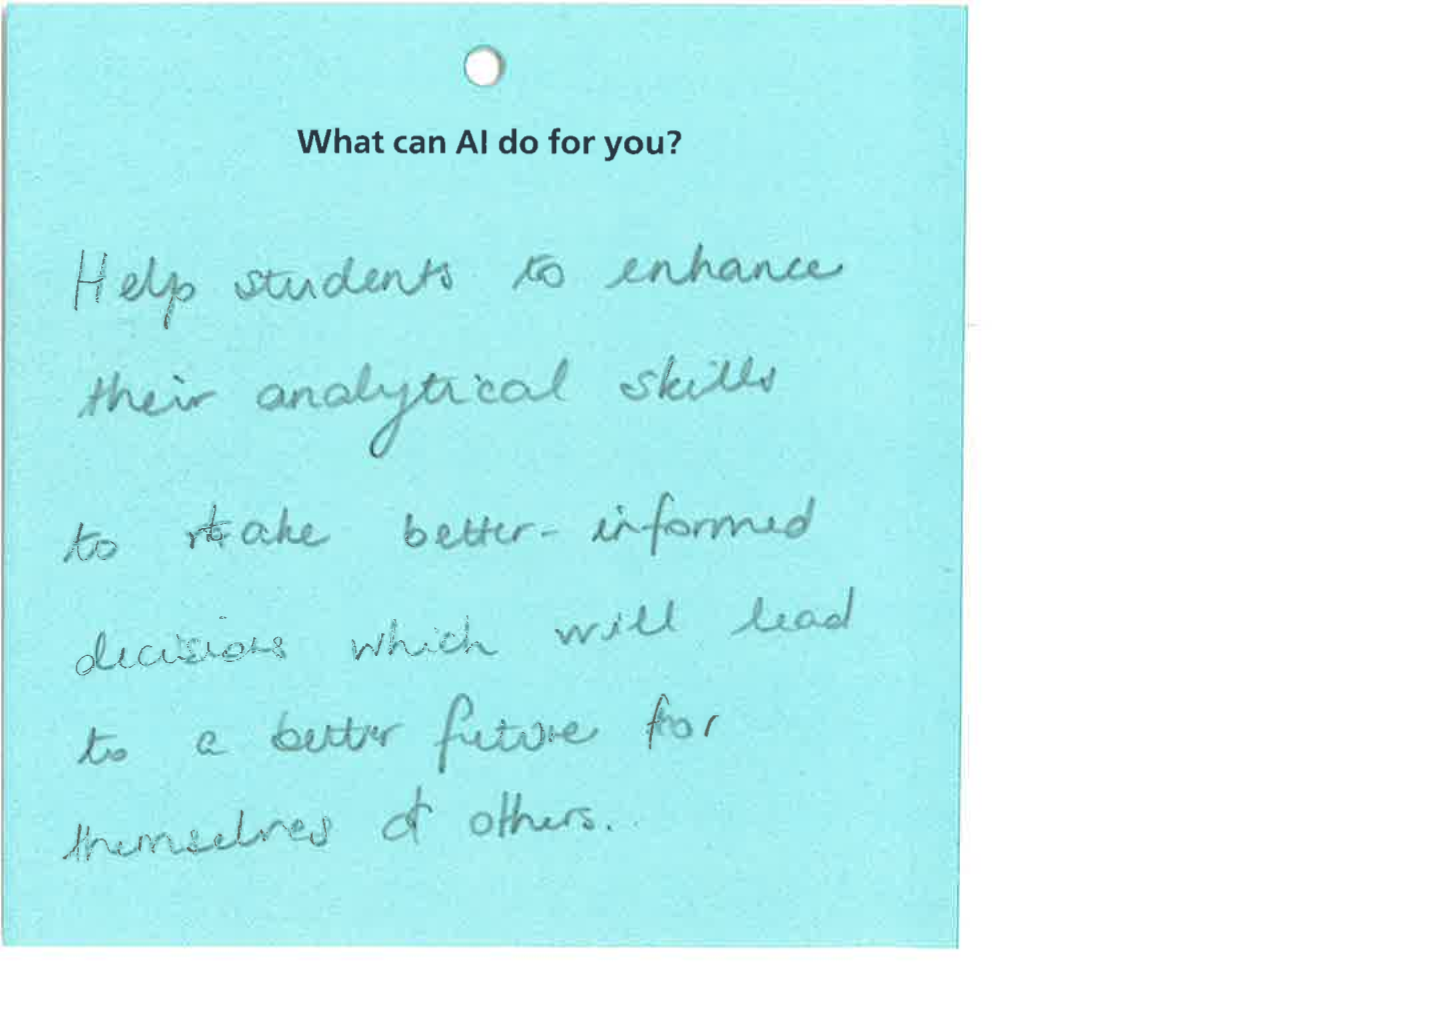 What can AI do for you?
Help students to enhance
their analytical skills
to take better-informed
decisions which will lead
to a better future for
themselves & others.